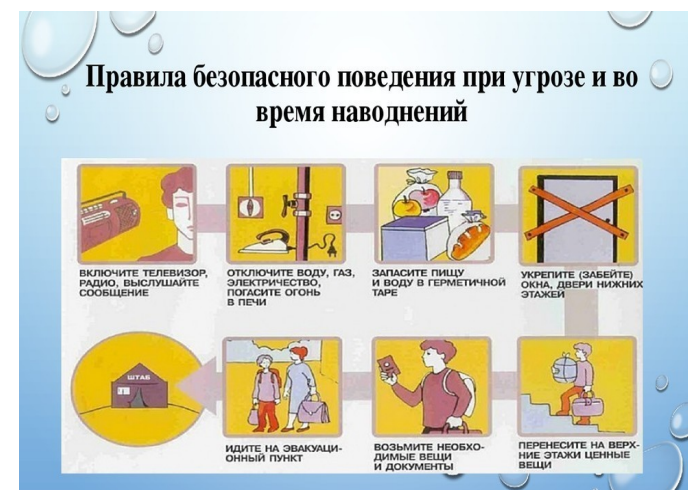 Правила безопасного поведения при угрозе и во
время наводнений
ВКЛЮЧИТЕ ТЕЛЕВИЗОР,
РАДИО, ВЫСЛУШАЙТЕ
СООБЩЕНИЕ
ОТКЛЮЧИТЕ ВОДУ, ГАЗ,
ЭЛЕКТРИЧЕСТВО,
ПОГАСИТЕ ОГОНЬ
В ПЕЧИ
ЗАПАСИТЕ ПИЩУ
И ВОДУ В ГЕРМЕТИЧНОЙ
ТАРЕ
УКРЕПИТЕ (ЗАБЕЙТЕ)
ОКНА, ДВЕРИ НИЖНИХ
ЭТАЖЕЙ
ПЕРЕНЕСИТЕ НА ВЕРХ-
НИЕ ЭТАЖИ ЦЕННЫЕ
ВЕЩИ
ВОЗЬМИТЕ НЕОБХО-
ДИМЫЕ ВЕЩИ
И ДОКУМЕНТЫ
ИДИТЕ НА ЭВАКУАЦИ-
ОННЫЙ ПУНКТ
ШТАБ